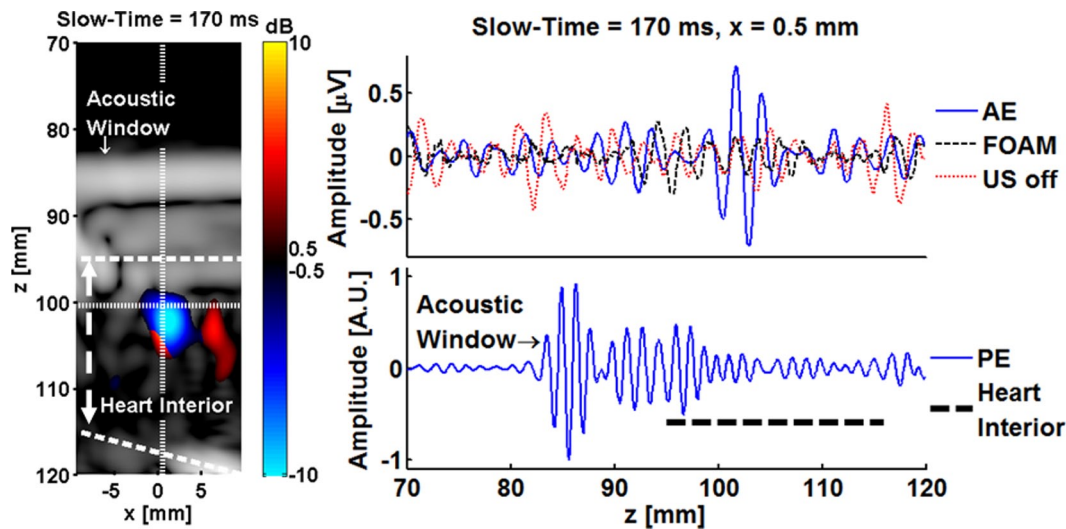 Slow-Time = 170 ms
dB
70
80
90
100
110
120
z [mm]
Acoustic
Window
↓
Heart Interior
-5
0
5
x [mm]
10
0.5
-0.5
-10
Slow-Time = 170 ms, x = 0.5 mm
Amplitude [μV]
0.5
0
-0.5
AE
FOAM
US off
Amplitude [A.U.]
1
0
-1
Acoustic
Window→
PE
Heart
Interior
70
80
90
100
110
120
z [mm]